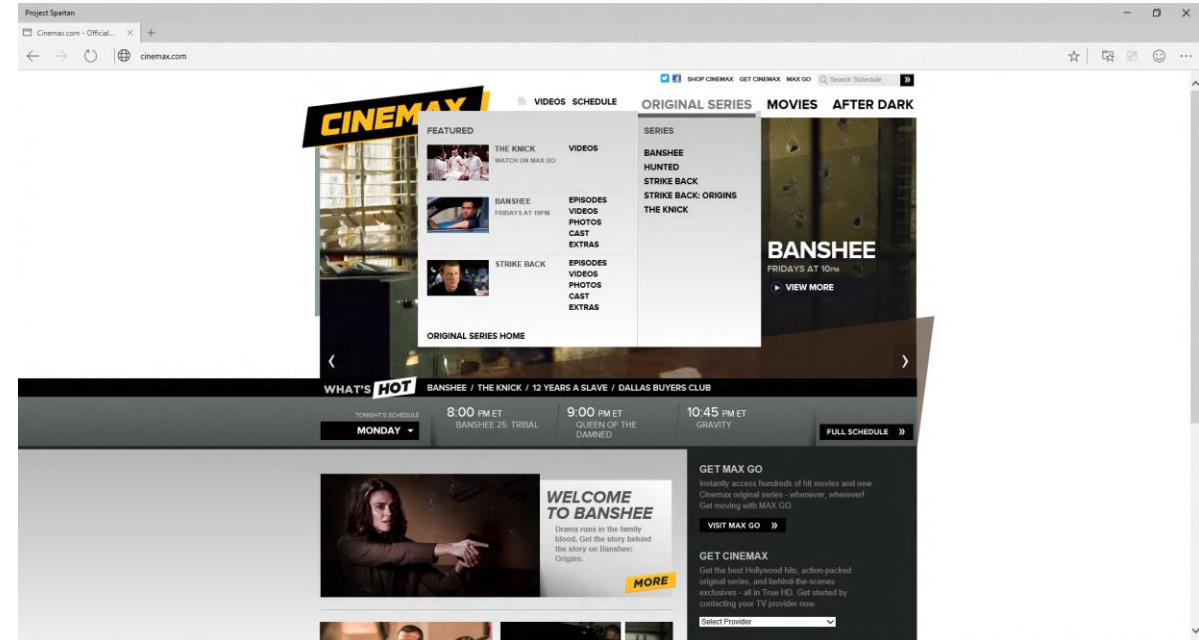 Project Spartan
Cinemax.com - Official...
cinemax.com
SHOP CINEMAX GET CINEMAX MAX GO Search Schedule
CINEMAX
VIDEOS SCHEDULE ORIGINAL SERIES MOVIES AFTER DARK
FEATURED
THE KNICK
WATCH ON MAX GO
VIDEOS
BANSHEE
FRIDAYS AT 10PM
EPISODES
VIDEOS
PHOTOS
CAST
EXTRAS
STRIKE BACK
EPISODES
VIDEOS
PHOTOS
CAST
EXTRAS
ORIGINAL SERIES HOME
SERIES
BANSHEE
HUNTED
STRIKE BACK
STRIKE BACK: ORIGINS
THE KNICK
BANSHEE
FRIDAYS AT 10PM
VIEW MORE
WHAT'S HOT BANSHEE / THE KNICK / 12 YEARS A SLAVE / DALLAS BUYERS CLUB
TONIGHT'S SCHEDULE
MONDAY
8:00 PM ET
BANSHEE 25: TRIBAL
9:00 PM ET
QUEEN OF THE
DAMNED
10:45 PM ET
GRAVITY
FULL SCHEDULE
WELCOME
TO BANSHEE
Drama runs in the family
blood. Get the story behind
the story on Banshee:
Origins.
MORE
GET MAX GO
Instantly access hundreds of hit movies and new
Cinemax original series - whenever, wherever!
Get moving with MAX GO.
VISIT MAX GO
GET CINEMAX
Get the best Hollywood hits, action-packed
original series, and behind-the-scenes
exclusives - all in True HD. Get started by
contacting your TV provider now.
Select Provider